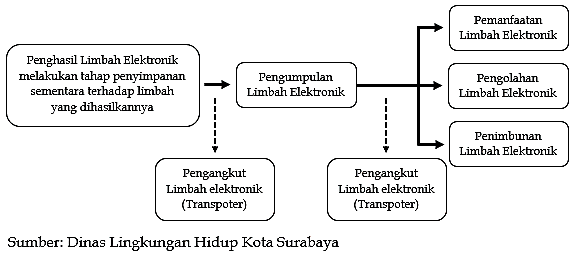 Penghasil Limbah Elektronik
melakukan tahap penyimpanan
sementara terhadap limbah
yang dihasilkannya
Pengumpulan
Limbah Elektronik
Pemanfaatan
Limbah Elektronik
Pengolahan
Limbah Elektronik
Penimbunan
Limbah Elektronik
Pengangkut
Limbah elektronik
(Transpoter)
Pengangkut
Limbah elektronik
(Transpoter)
Sumber: Dinas Lingkungan Hidup Kota Surabaya